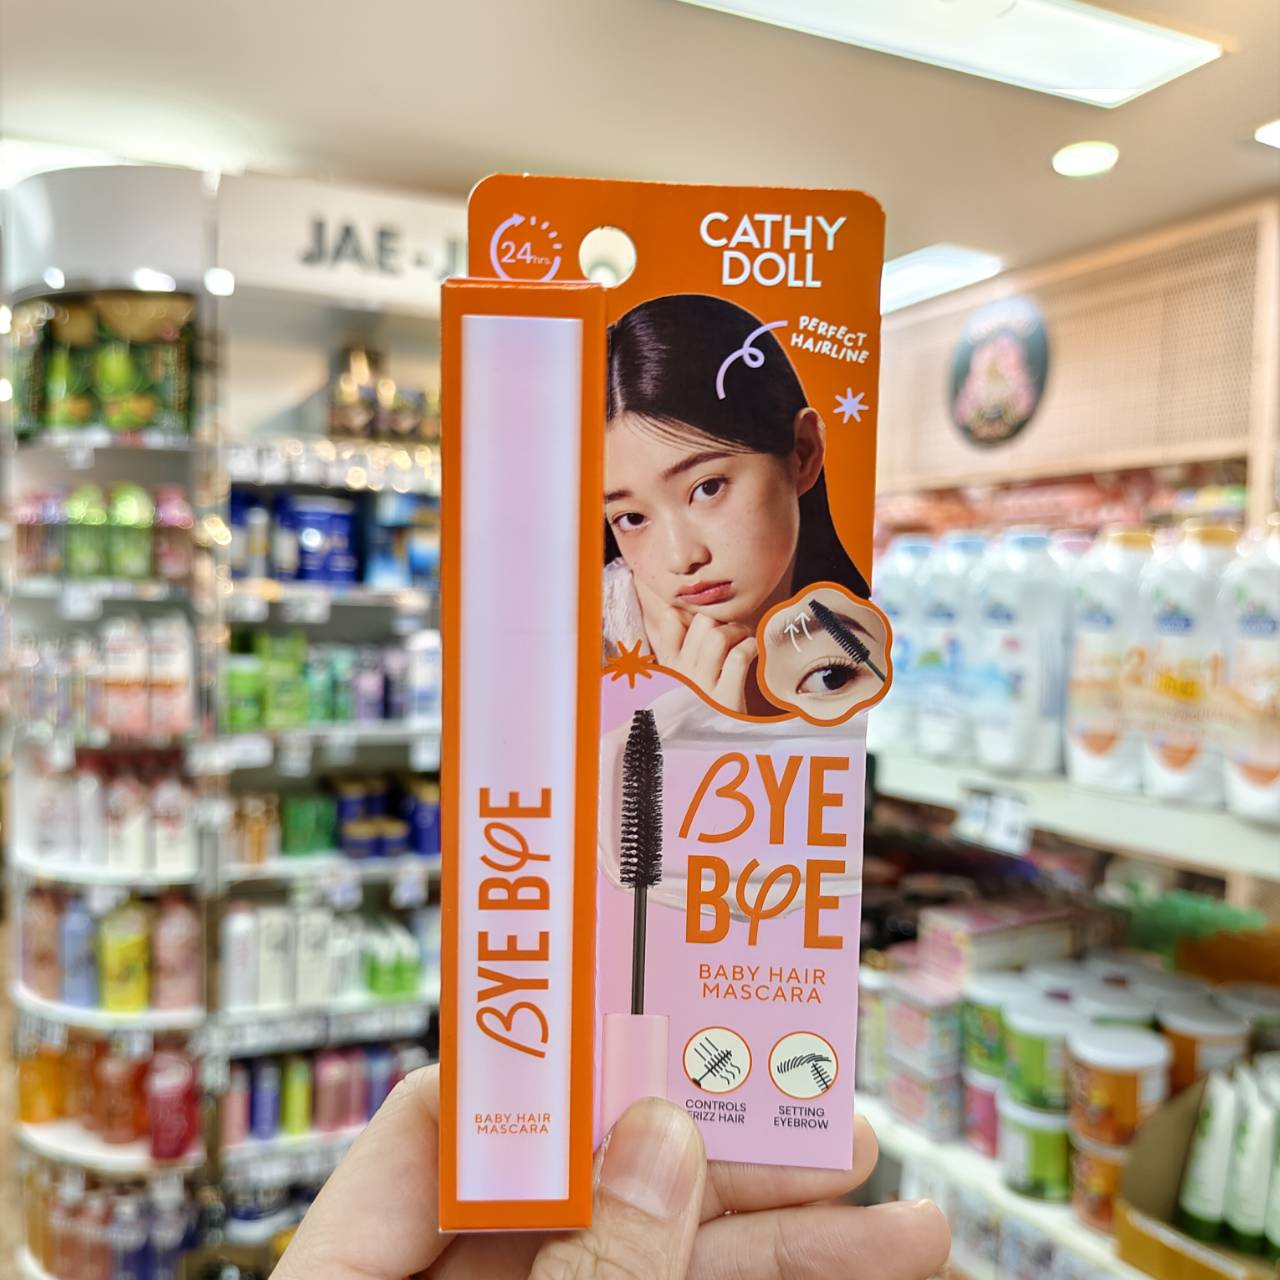 JAE
24hrs.
CATHY
DOLL
PERFECT
HAIRLINE
BYE
BYE
BABY HAIR
MASCARA
CONTROLS
FRIZZ HAIR
SETTING
EYEBROW
BYE BYE
BABY HAIR
MASCARA